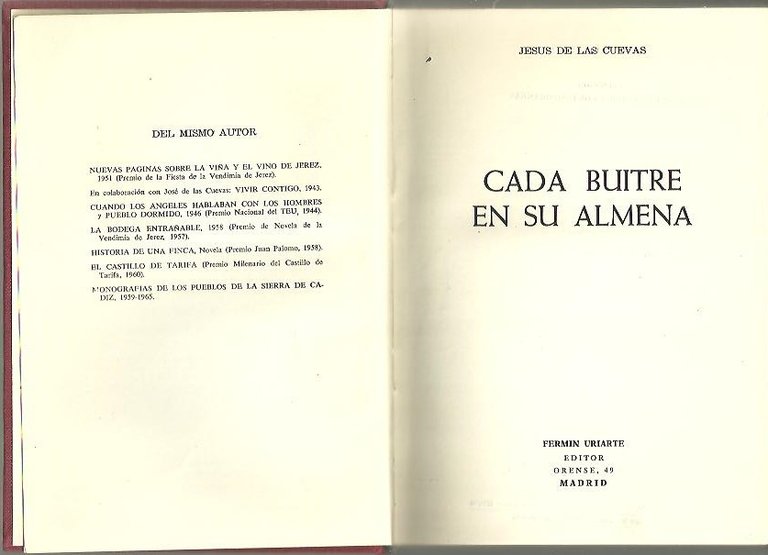 DEL MISMO AUTOR
NUEVAS PAGINAS SOBRE LA VIÑA Y EL VINO DE JEREZ,
1951 (Premio de la Fiesta de la Vendimia de Jerez).
En colaboración con José de las Cuevas: VIVIR CONTIGO, 1943.
CUANDO LOS ANGELES HABLABAN CON LOS HOMBRES
y PUEBLO DORMIDO, 1946 (Premio Nacional del TEU, 1944).
LA BODEGA ENTRAÑABLE, 1958 (Premio de Novela de la
Vendimia de Jerez, 1957).
HISTORIA DE UNA FINCA, Novela (Premio Juan Palomo, 1958).
EL CASTILLO DE TARIFA (Premio Milenario del Castillo de
Tarifa, 1960).
MONOGRAFIAS DE LOS PUEBLOS DE LA SIERRA DE CA-
DIZ, 1959-1965.
JESUS DE LAS CUEVAS
CADA BUITRE
EN SU ALMENA
FERMIN URIARTE
EDITOR
ORENSE, 49
MADRID